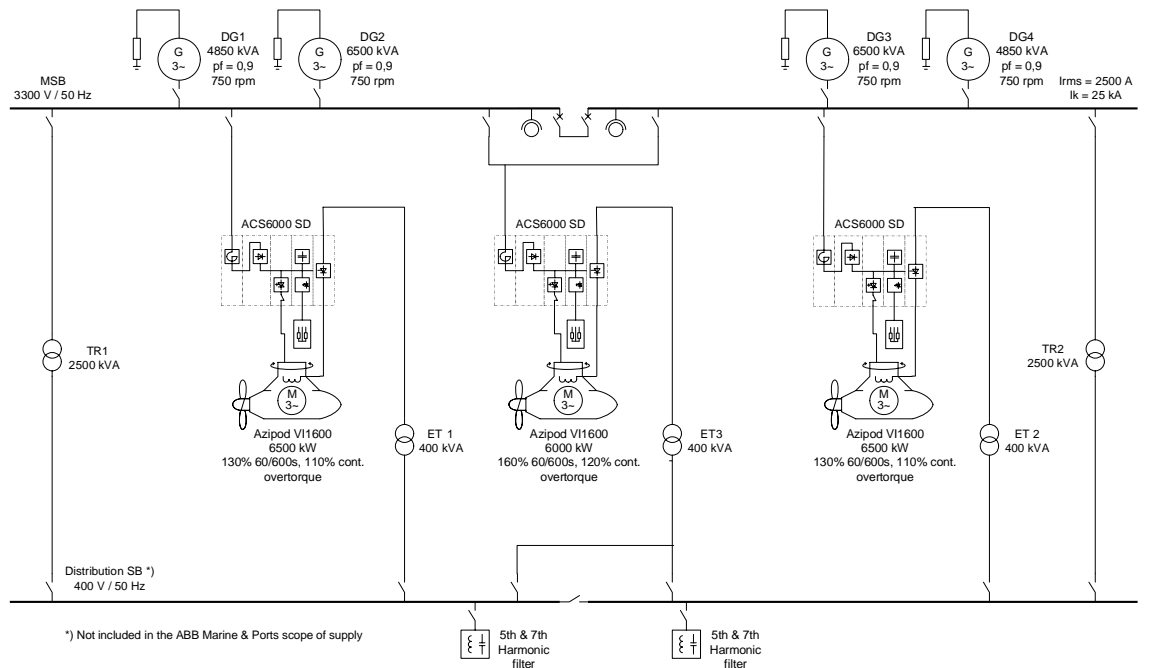 DG1
4850 kVA
pf = 0,9
750 rpm
G
3~
DG2
6500 kVA
pf = 0,9
750 rpm
G
3~
DG3
6500 kVA
pf = 0,9
750 rpm
G
3~
DG4
4850 kVA
pf = 0,9
750 rpm
G
3~
MSB
3300 V / 50 Hz
Irms = 2500 A
Ik = 25 kA
ACS6000 SD
ACS6000 SD
ACS6000 SD
TR1
2500 kVA
M
3~
Azipod VI1600
6500 kW
130% 60/600s, 110% cont.
overtorque
ET 1
400 kVA
M
3~
Azipod VI1600
6000 kW
160% 60/600s, 120% cont.
overtorque
ET3
400 kVA
M
3~
Azipod VI1600
6500 kW
130% 60/600s, 110% cont.
overtorque
ET 2
400 kVA
TR2
2500 kVA
Distribution SB *)
400 V / 50 Hz
*) Not included in the ABB Marine & Ports scope of supply
5th & 7th
Harmonic
filter
5th & 7th
Harmonic
filter